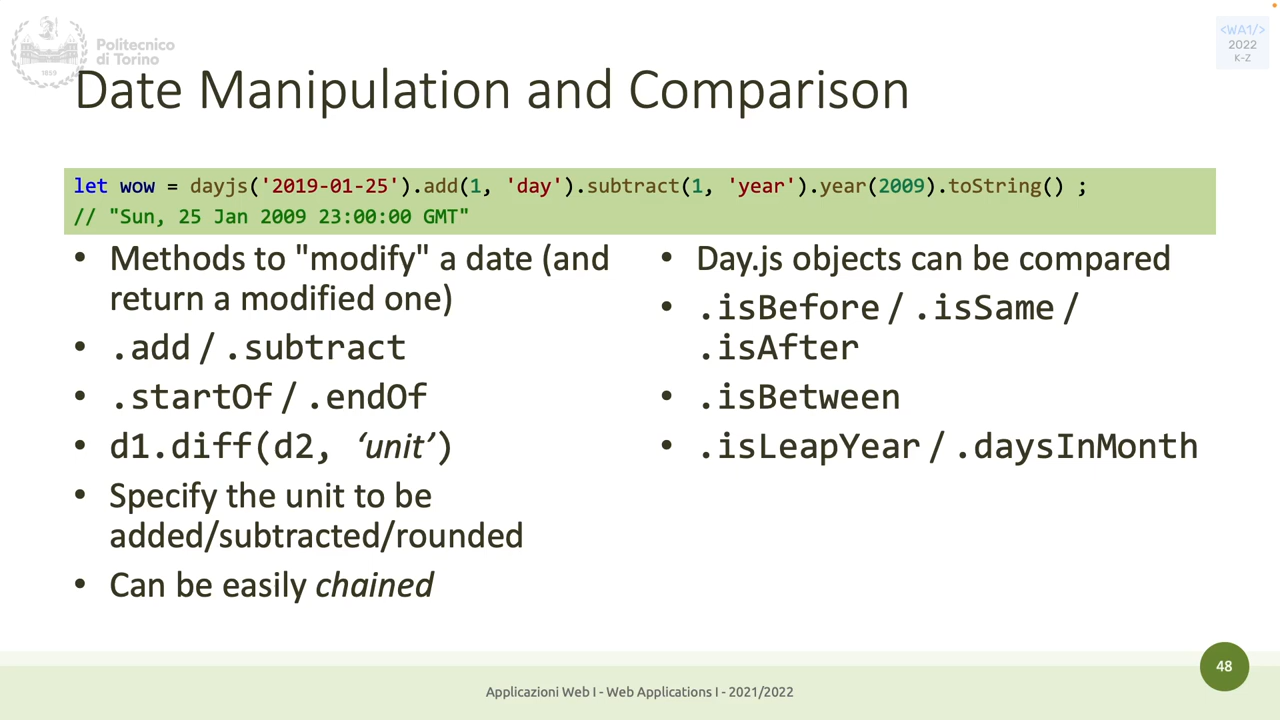 Politecnico
di Torino
1859
<WA1/>
2022
K-Z
Date Manipulation and Comparison
let wow = dayjs('2019-01-25').add(1, 'day').subtract(1, 'year').year(2009).toString() ;
// "Sun, 25 Jan 2009 23:00:00 GMT"
• Methods to "modify" a date (and
return a modified one)
• .add / .subtract
• .startOf / .endOf
• d1.diff(d2, ‘unit’)
• Specify the unit to be
added/subtracted/rounded
• Can be easily chained
• Day.js objects can be compared
• .isBefore / .isSame /
.isAfter
• .isBetween
• .isLeapYear / .daysInMonth
Applicazioni Web I - Web Applications I - 2021/2022
48